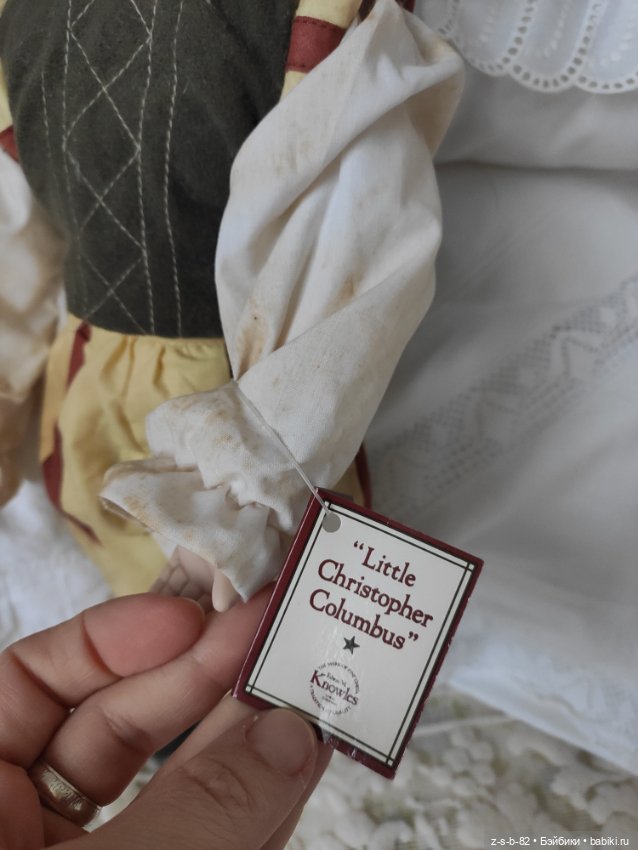 “Little
Christopher
Columbus”
Knowles
z-s-b-82 • Бэйбики • babiki.ru